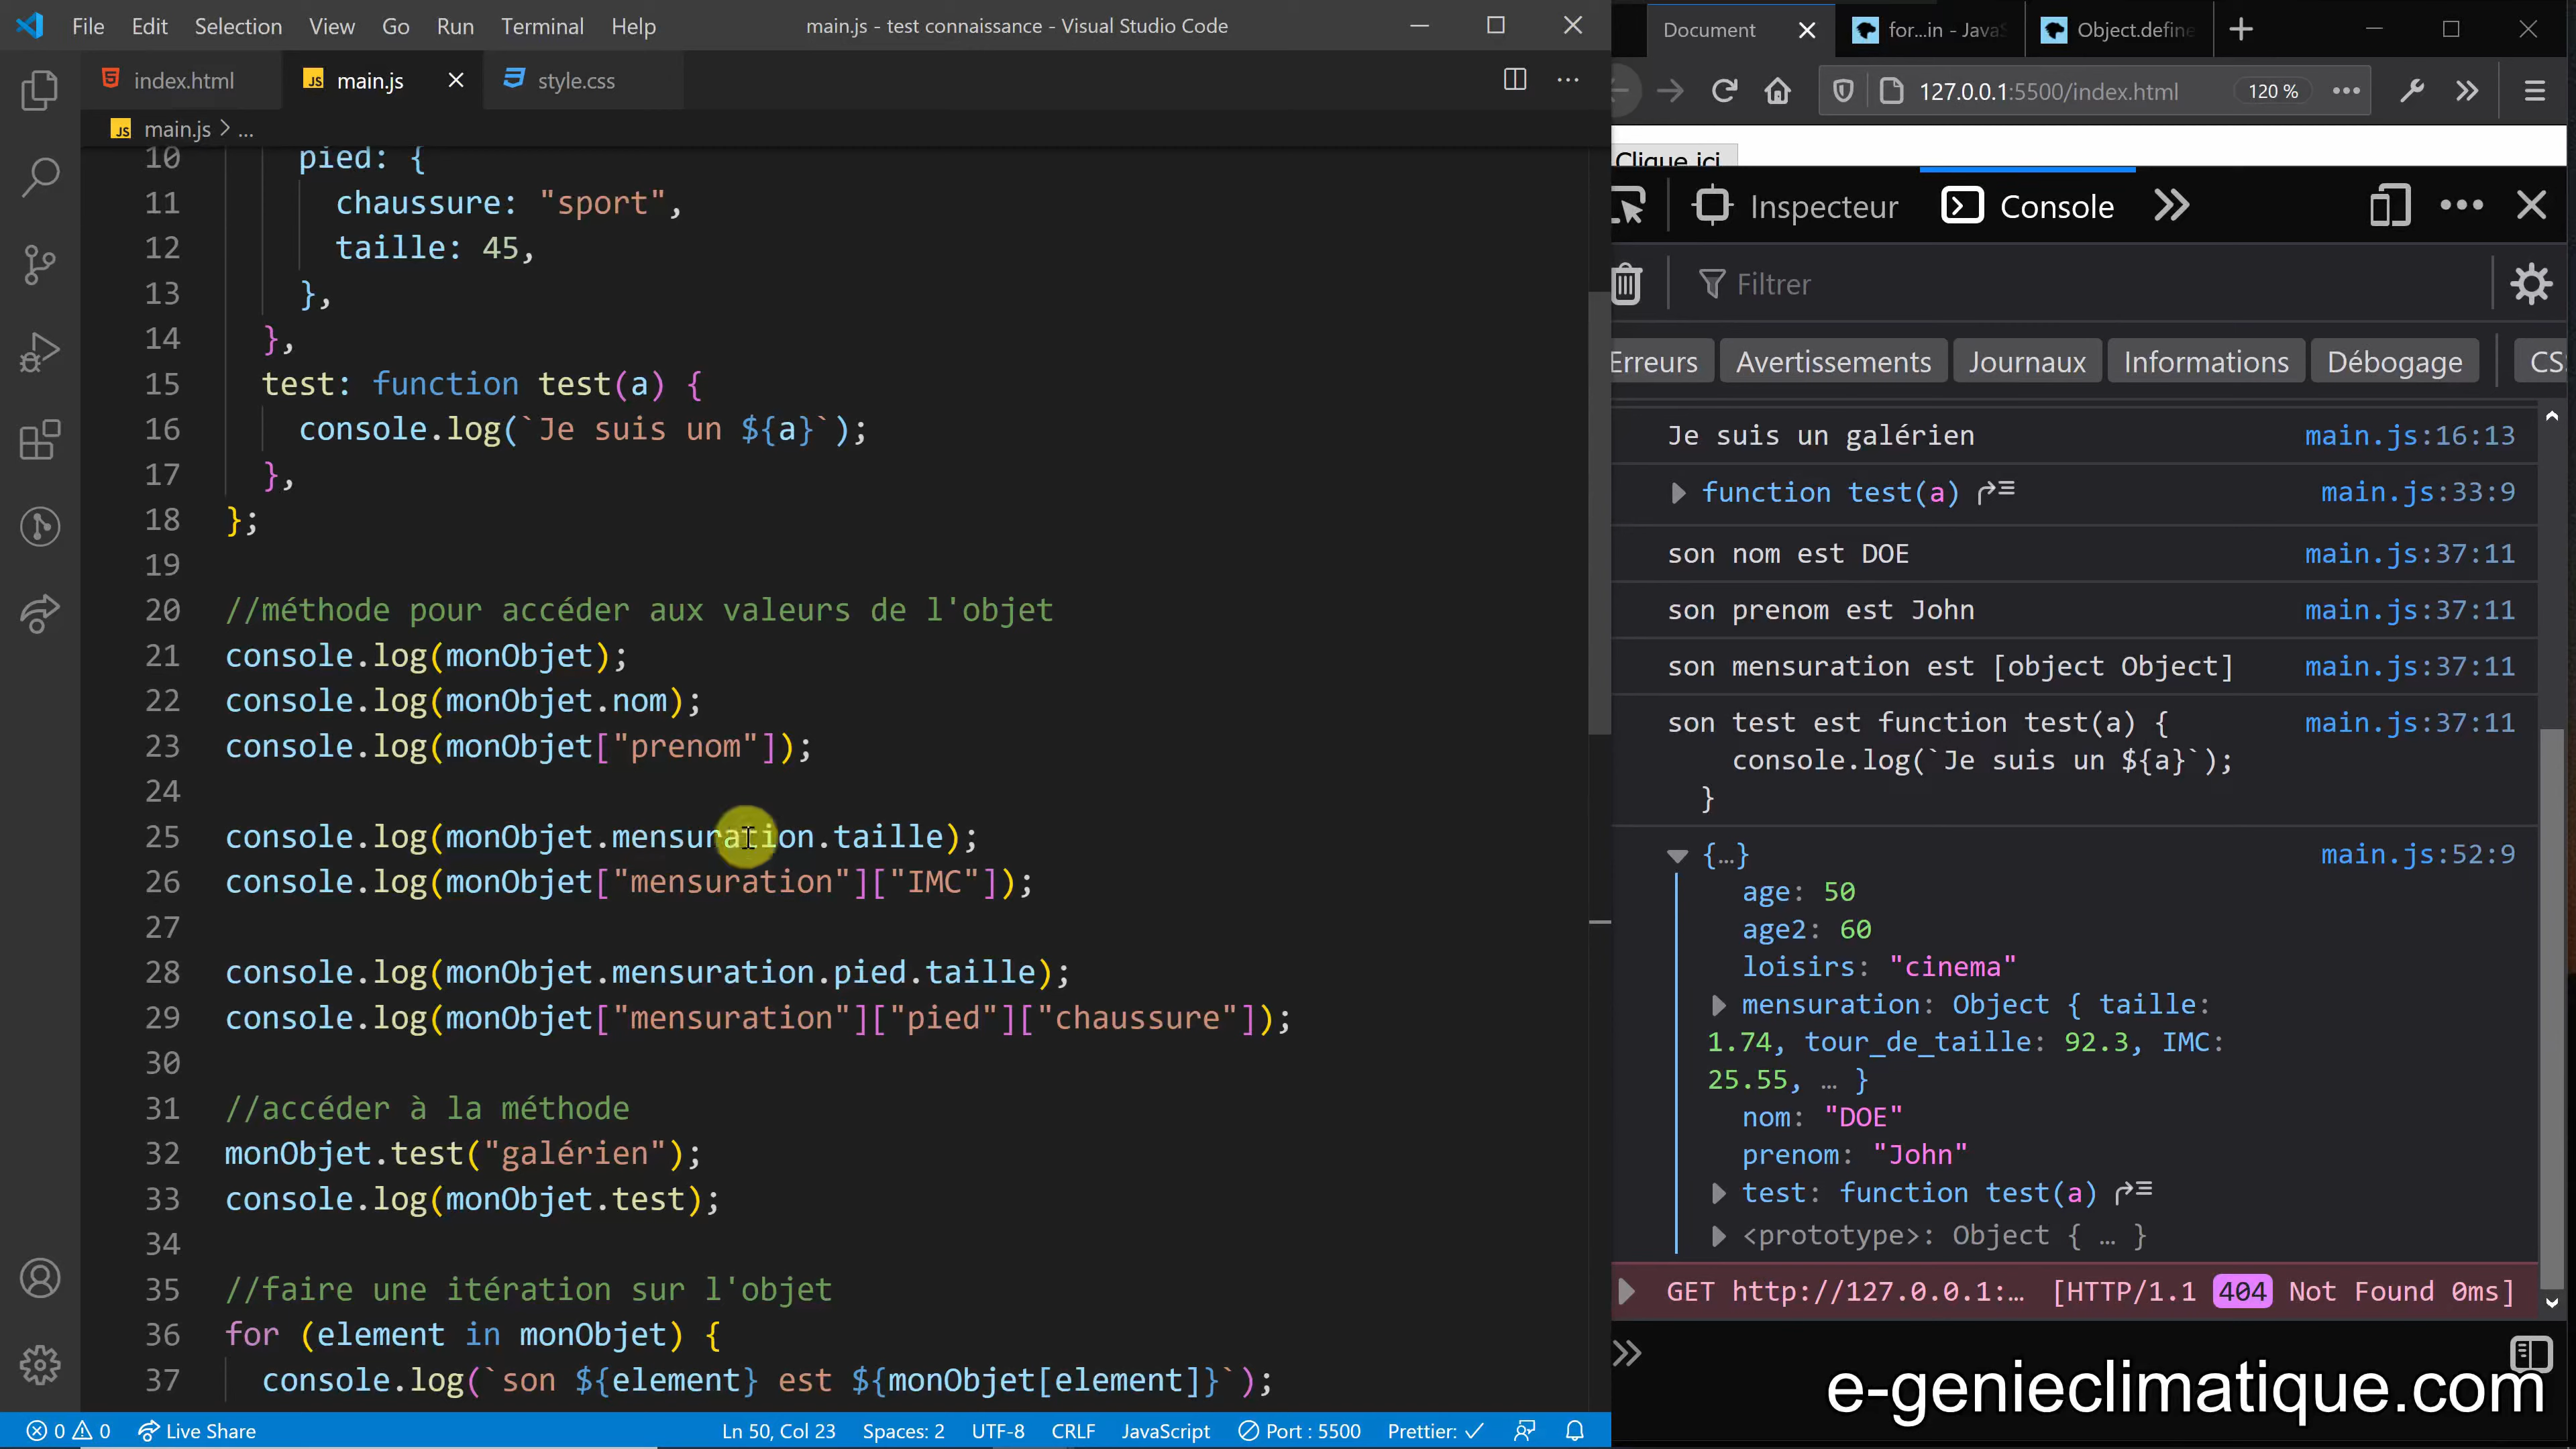 File Edit Selection View Go Run Terminal Help
main.js - test connaissance - Visual Studio Code
index.html
main.js
style.css
main.js > ...
10 pied: {
11 chaussure: "sport",
12 taille: 45,
13 },
14 },
15 test: function test(a) {
16 console.log(`Je suis un ${a}`);
17 },
18 };
19
20 //méthode pour accéder aux valeurs de l'objet
21 console.log(monObjet);
22 console.log(monObjet.nom);
23 console.log(monObjet["prenom"]);
24
25 console.log(monObjet.mensuration.taille);
26 console.log(monObjet["mensuration"]["IMC"]);
27
28 console.log(monObjet.mensuration.pied.taille);
29 console.log(monObjet["mensuration"]["pied"]["chaussure"]);
30
31 //accéder à la méthode
32 monObjet.test("galérien");
33 console.log(monObjet.test);
34
35 //faire une itération sur l'objet
36 for (element in monObjet) {
37 console.log(`son ${element} est ${monObjet[element]}`);
0 0 Live Share Ln 50, Col 23 Spaces: 2 UTF-8 CRLF JavaScript Port : 5500 Prettier: ✓
Document
for...in - JavaS
Object.define
127.0.0.1:5500/index.html 120 %
Clique ici
Inspecteur Console
Filtrer
Erreurs Avertissements Journaux Informations Débogage CSS
Je suis un galérien main.js:16:13
function test(a) main.js:33:9
son nom est DOE main.js:37:11
son prenom est John main.js:37:11
son mensuration est [object Object] main.js:37:11
son test est function test(a) { main.js:37:11
console.log(`Je suis un ${a}`);
}
{…} main.js:52:9
age: 50
age2: 60
loisirs: "cinema"
mensuration: Object { taille:
1.74, tour_de_taille: 92.3, IMC:
25.55, … }
nom: "DOE"
prenom: "John"
test: function test(a)
<prototype>: Object { … }
GET http://127.0.0.1:… [HTTP/1.1 404 Not Found 0ms]
e-genieclimatique.com